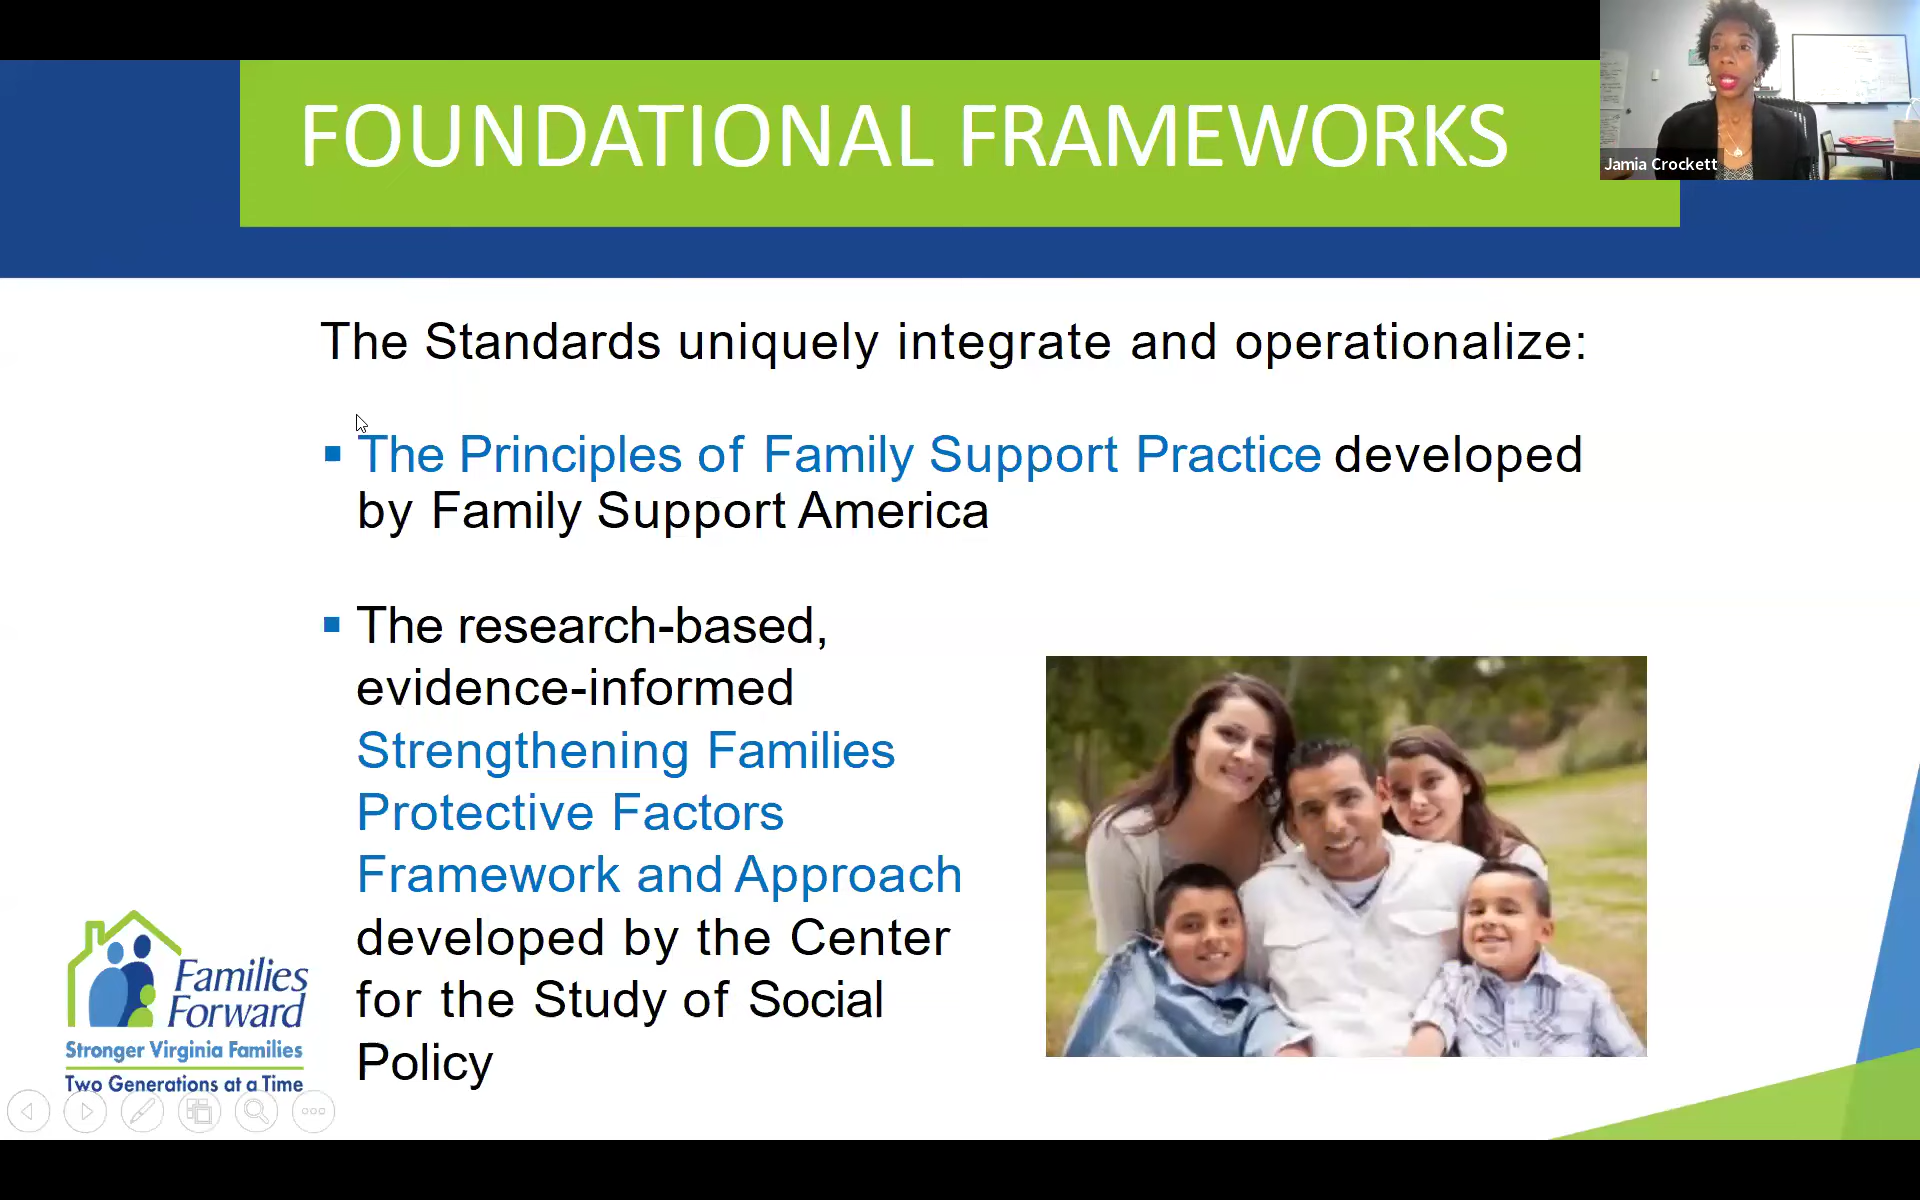 FOUNDATIONAL FRAMEWORKS
Jamia Crockett
The Standards uniquely integrate and operationalize:
The Principles of Family Support Practice developed
by Family Support America
The research-based,
evidence-informed
Strengthening Families
Protective Factors
Framework and Approach
developed by the Center
for the Study of Social
Policy
Families
Forward
Stronger Virginia Families
Two Generations at a Time